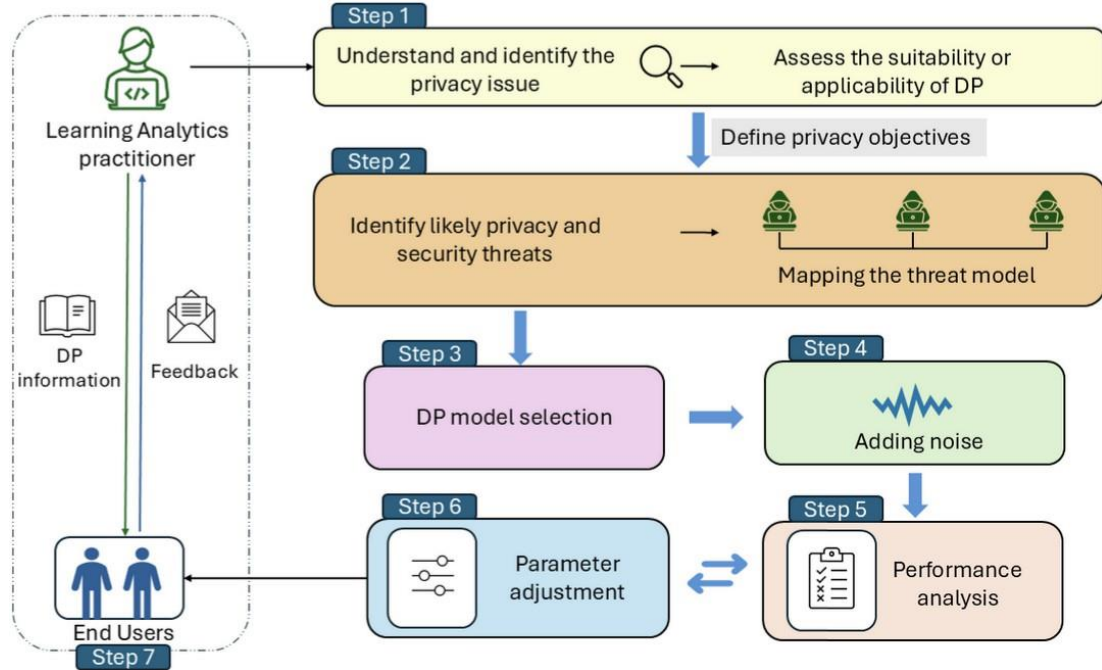 Step 1
Understand and identify the
privacy issue
Assess the suitability or
applicability of DP
Learning Analytics
practitioner
Define privacy objectives
Step 2
Identify likely privacy and
security threats
Mapping the threat model
DP
information
Feedback
Step 3
DP model selection
Step 4
Adding noise
Step 5
Performance
analysis
Step 6
Parameter
adjustment
End Users
Step 7